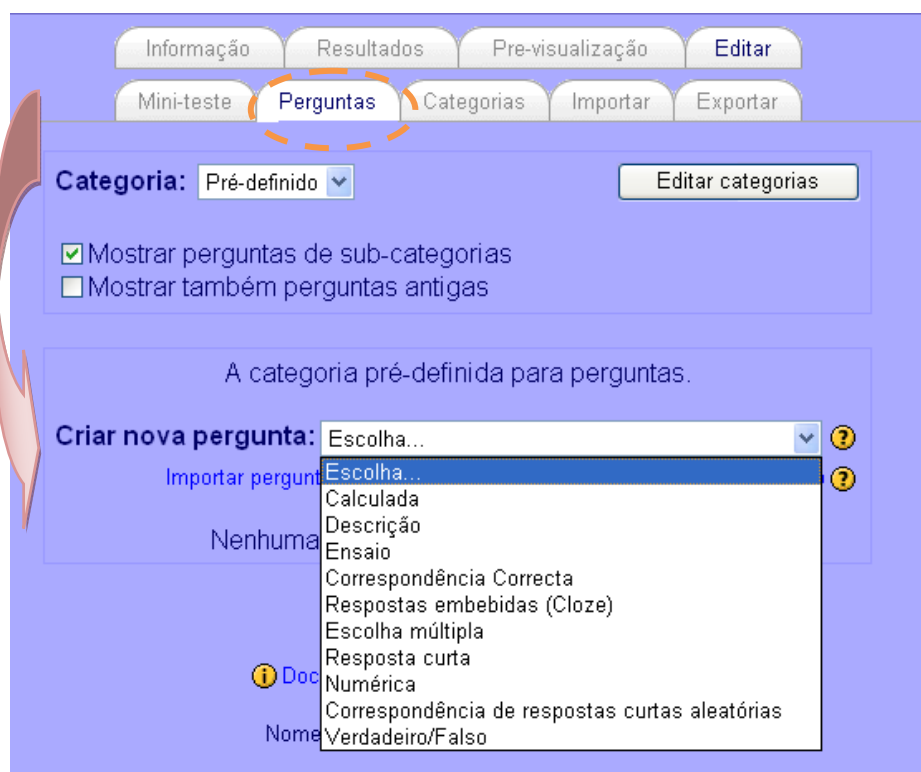 Informação Resultados Pre-visualização Editar
Mini-teste Perguntas Categorias Importar Exportar
Categoria: Pré-definido Editar categorias
Mostrar perguntas de sub-categorias
Mostrar também perguntas antigas
A categoria pré-definida para perguntas.
Criar nova pergunta: Escolha...
Importar pergunt
Escolha...
Calculada
Descrição
Nenhuma
Ensaio
Correspondência Correcta
Respostas embebidas (Cloze)
Escolha múltipla
Resposta curta
Doc
Numérica
Correspondência de respostas curtas aleatórias
Nome
Verdadeiro/Falso